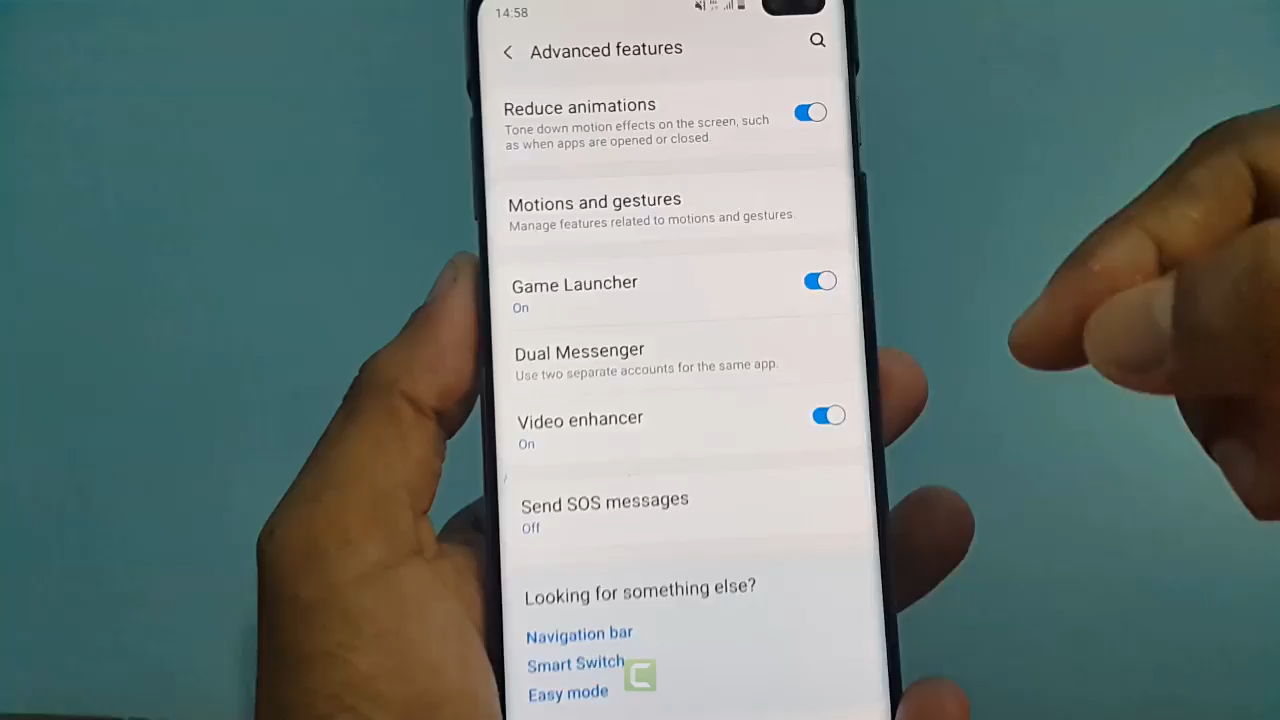 14:58
Advanced features
Reduce animations
Tone down motion effects on the screen, such
as when apps are opened or closed.
Motions and gestures
Manage features related to motions and gestures.
Game Launcher
On
Dual Messenger
Use two separate accounts for the same app.
Video enhancer
On
Send SOS messages
Off
Looking for something else?
Navigation bar
Smart Switch
Easy mode